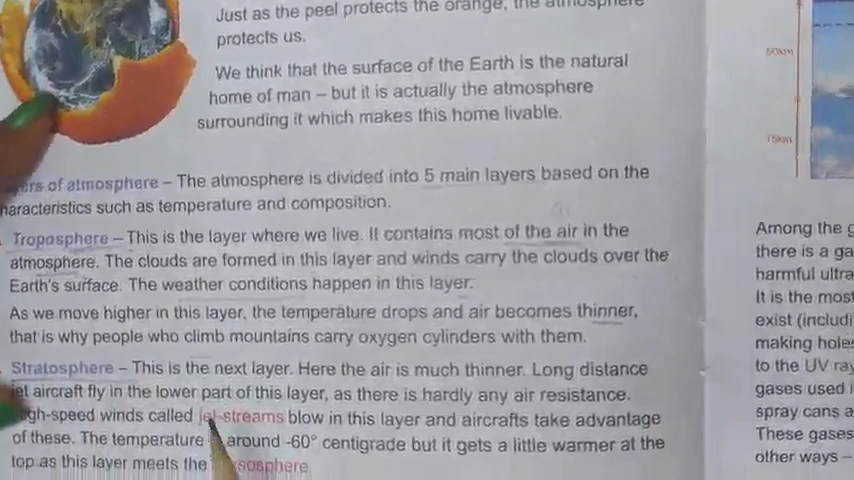 Just as the peel protects the orange, the atmosphere
protects us.
We think that the surface of the Earth is the natural
home of man – but it is actually the atmosphere
surrounding it which makes this home livable.
of atmosphere – The atmosphere is divided into 5 main layers based on the
such as temperature and composition.
Troposphere – This is the layer where we live. It contains most of the air in the
atmosphere. The clouds are formed in this layer and winds carry the clouds over the
Earth's surface. The weather conditions happen in this layer.
As we move higher in this layer, the temperature drops and air becomes thinner,
that is why people who climb mountains carry oxygen cylinders with them.
Stratosphere – This is the next layer. Here the air is much thinner. Long distance
jet aircraft fly in the lower part of this layer, as there is hardly any air resistance.
winds called jet-streams blow in this layer and aircrafts take advantage
of these. The temperature around -60° centigrade but it gets a little warmer at the
top as this layer meets the
50km
15km
Among the
there is a
harmful
It is the
exist
making
to the UV
gases used
spray cans
These gases
other ways –